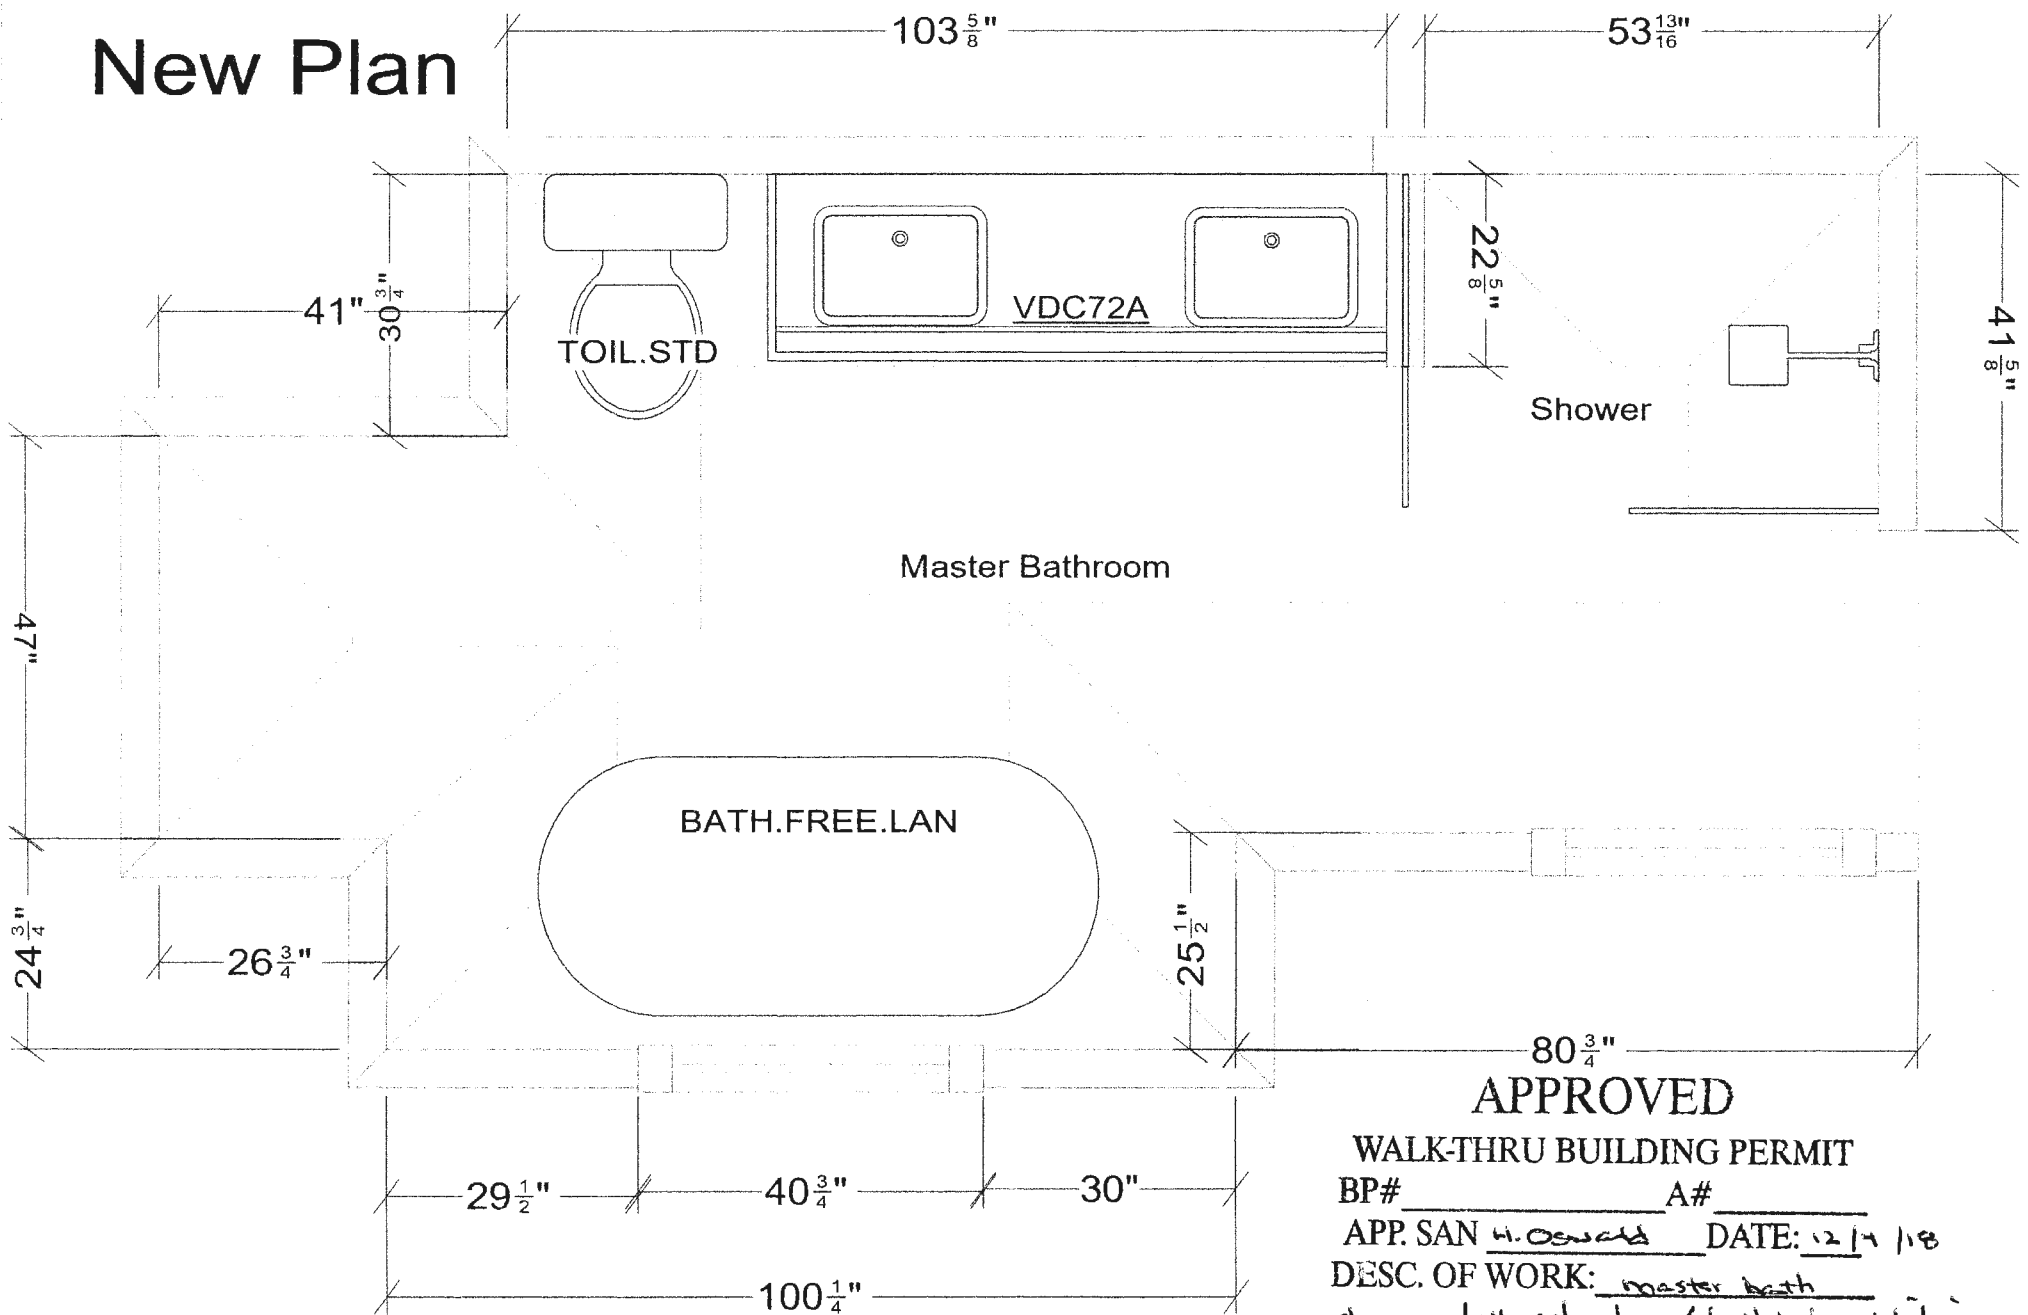 New Plan
103 5/8"
53 13/16"
41"
30 3/4"
22 5/8"
41 5/8"
VDC72A
TOIL.STD
Shower
Master Bathroom
47"
BATH.FREE.LAN
24 3/4"
26 3/4"
25 1/2"
80 3/4"
29 1/2"
40 3/4"
30"
100 1/4"
APPROVED
WALK-THRU BUILDING PERMIT
BP# A#
APP. SAN H. Oswald DATE: 12/4/18
DESC. OF WORK: master bath